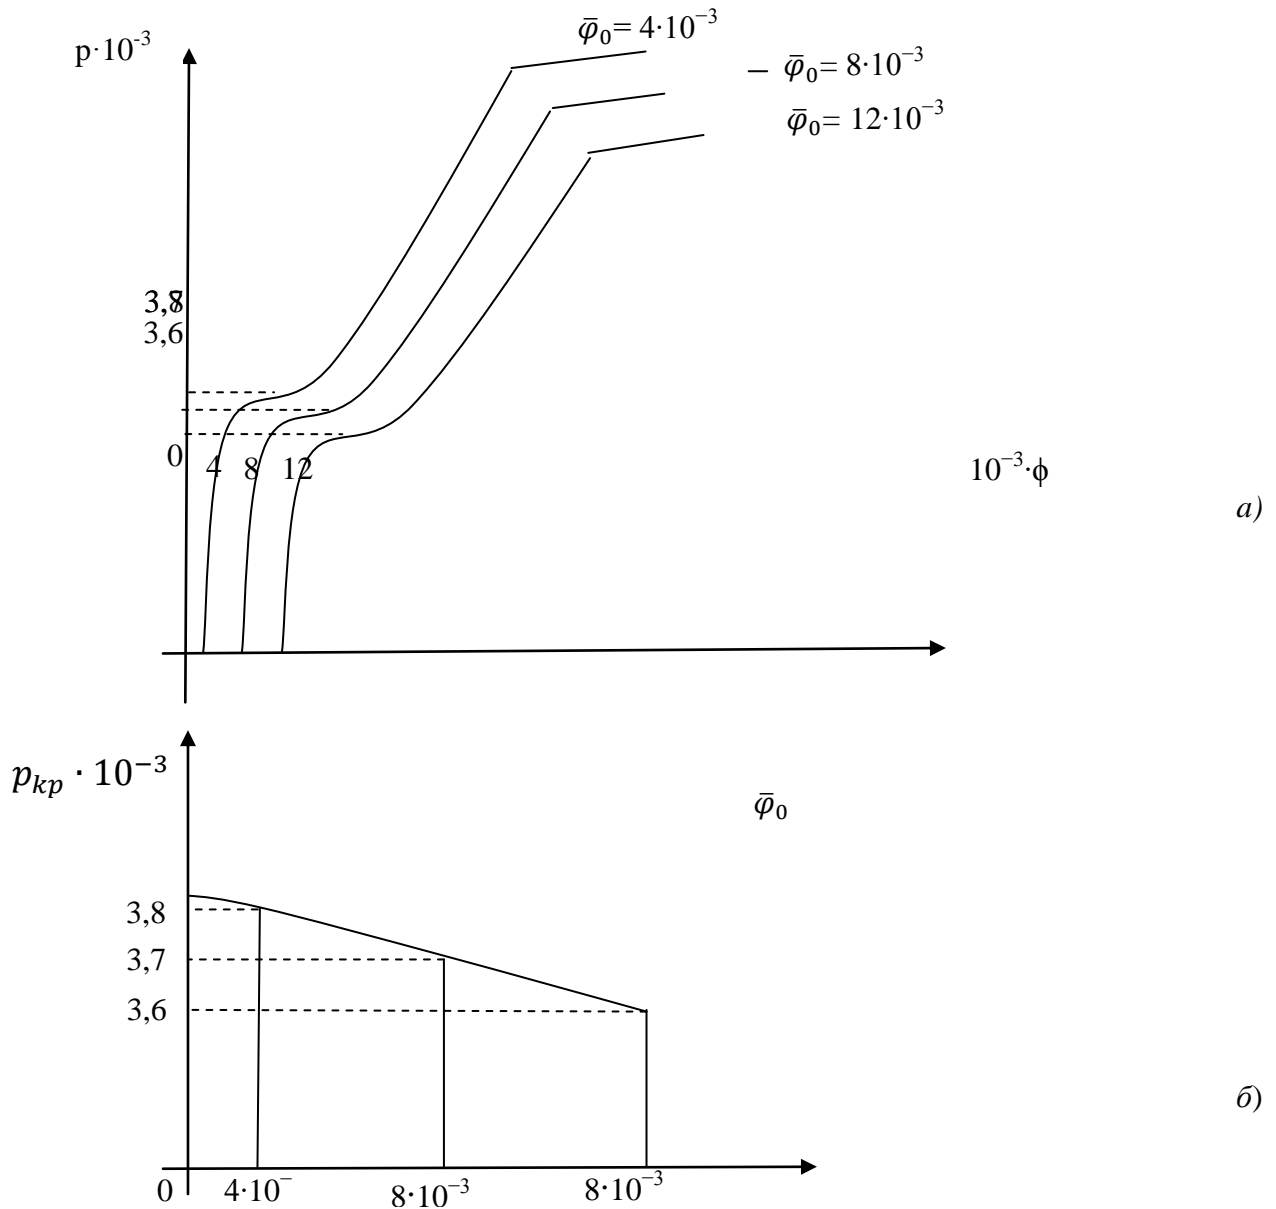 φ̄₀= 4·10⁻³
p·10⁻³
– φ̄₀= 8·10⁻³
φ̄₀= 12·10⁻³
3,8
3,7
3,6
0
4 8 12
10⁻³·ϕ
а)
p_kp · 10⁻³
φ̄₀
3,8
3,7
3,6
б)
0 4·10⁻ 8·10⁻³ 8·10⁻³